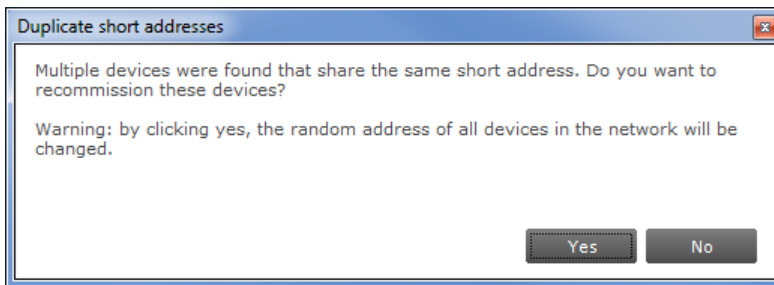 Duplicate short addresses
Multiple devices were found that share the same short address. Do you want to
recommission these devices?
Warning: by clicking yes, the random address of all devices in the network will be
changed.
Yes No